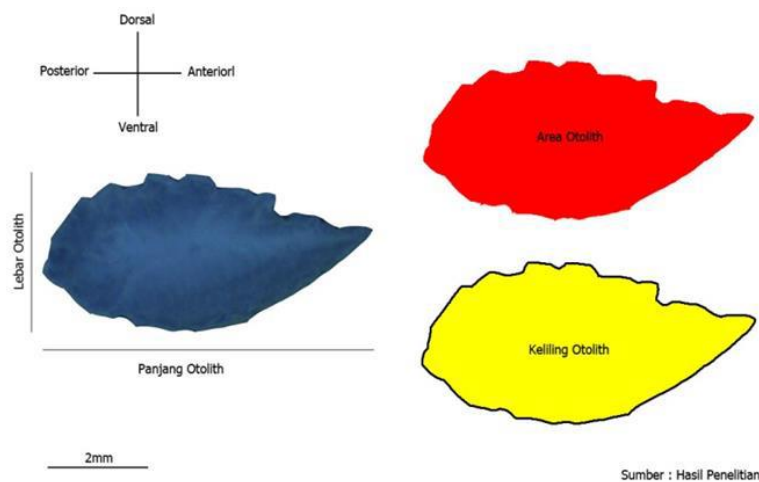 Dorsal
Posterior
Anteriorl
Ventral
Area Otolith
Lebar Otolith
Keliling Otolith
Panjang Otolith
2mm
Sumber : Hasil Penelitian